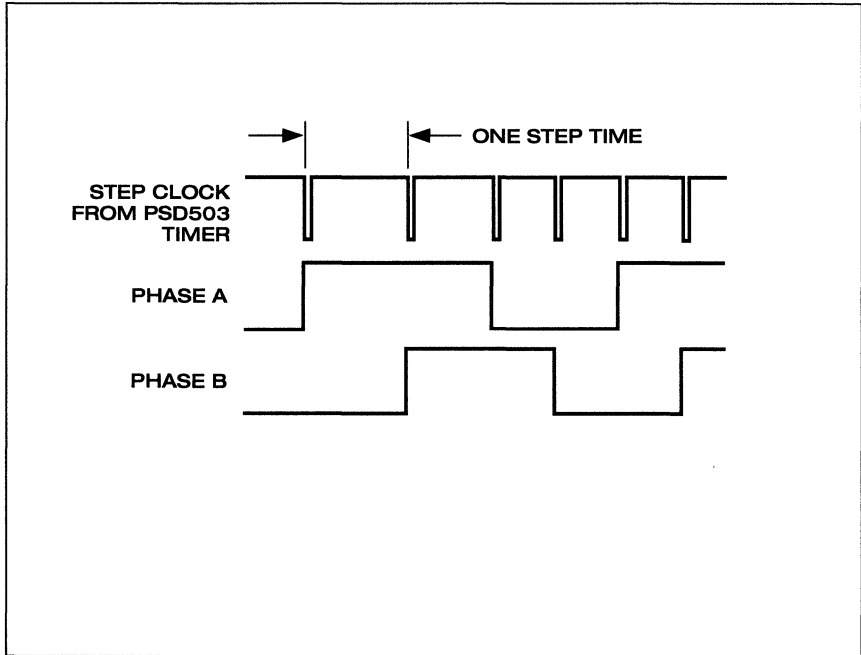 ONE STEP TIME
STEP CLOCK
FROM PSD503
TIMER
PHASE A
PHASE B